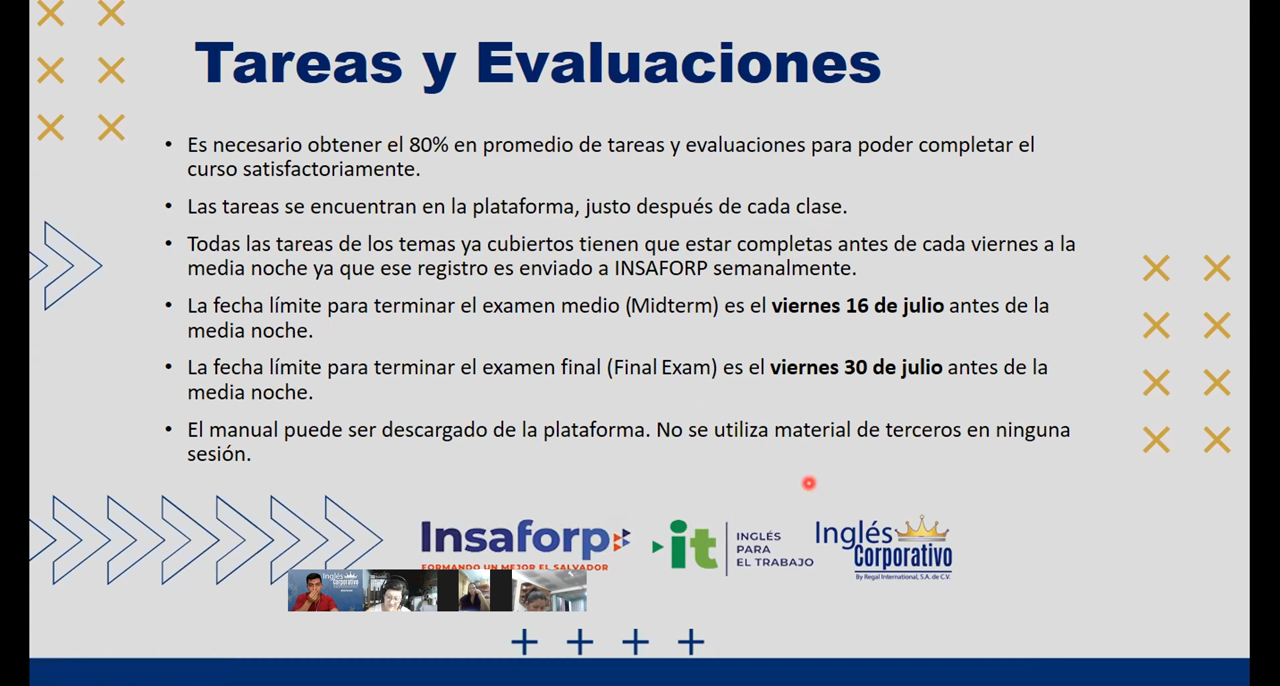 Tareas y Evaluaciones
• Es necesario obtener el 80% en promedio de tareas y evaluaciones para poder completar el
curso satisfactoriamente.
• Las tareas se encuentran en la plataforma, justo después de cada clase.
• Todas las tareas de los temas ya cubiertos tienen que estar completas antes de cada viernes a la
media noche ya que ese registro es enviado a INSAFORP semanalmente.
• La fecha límite para terminar el examen medio (Midterm) es el viernes 16 de julio antes de la
media noche.
• La fecha límite para terminar el examen final (Final Exam) es el viernes 30 de julio antes de la
media noche.
• El manual puede ser descargado de la plataforma. No se utiliza material de terceros en ninguna
sesión.
Insaforp
FORMANDO UN MEJOR EL SALVADOR
it
INGLÉS
PARA
EL TRABAJO
Inglés
Corporativo
By Regal International, S.A. de C.V.
Inglés
Corporativo